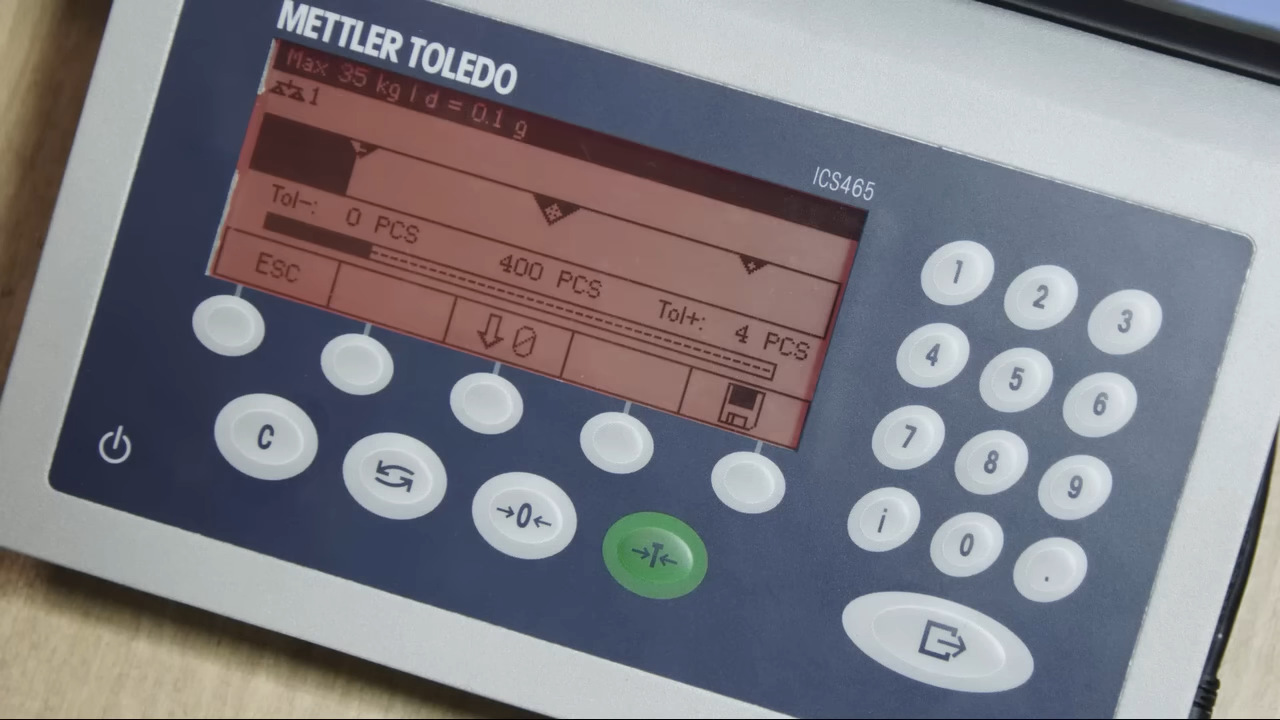 METTLER TOLEDO
Max 35 kg | d = 0.1 g
1
ICS465
Tol-: 0 PCS
400 PCS
Tol+: 4 PCS
ESC
0
1 2 3
4 5 6
7 8 9
i 0 .
C
→0←
→T←